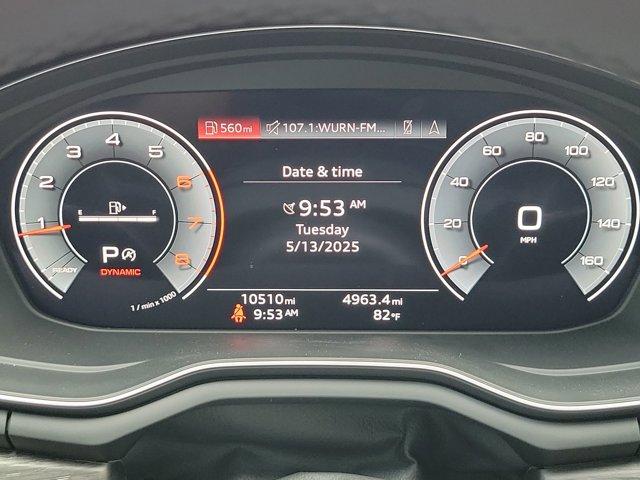 560mi
107.1:WURN-FM...
Date & time
9:53 AM
Tuesday
5/13/2025
10510mi 4963.4mi
9:53AM 82°F
READY
1
2
3
4
5
6
7
8
E F
P
DYNAMIC
1 / min x 1000
0
20
40
60
80
100
120
140
160
0
MPH